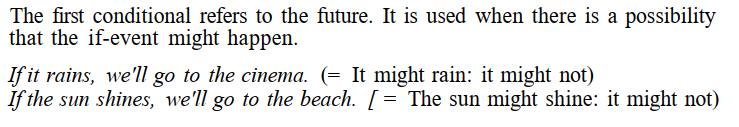 The first conditional refers to the future. It is used when there is a possibility
that the if-event might happen.
If it rains, we'll go to the cinema. (= It might rain: it might not)
If the sun shines, we'll go to the beach. [ = The sun might shine: it might not)